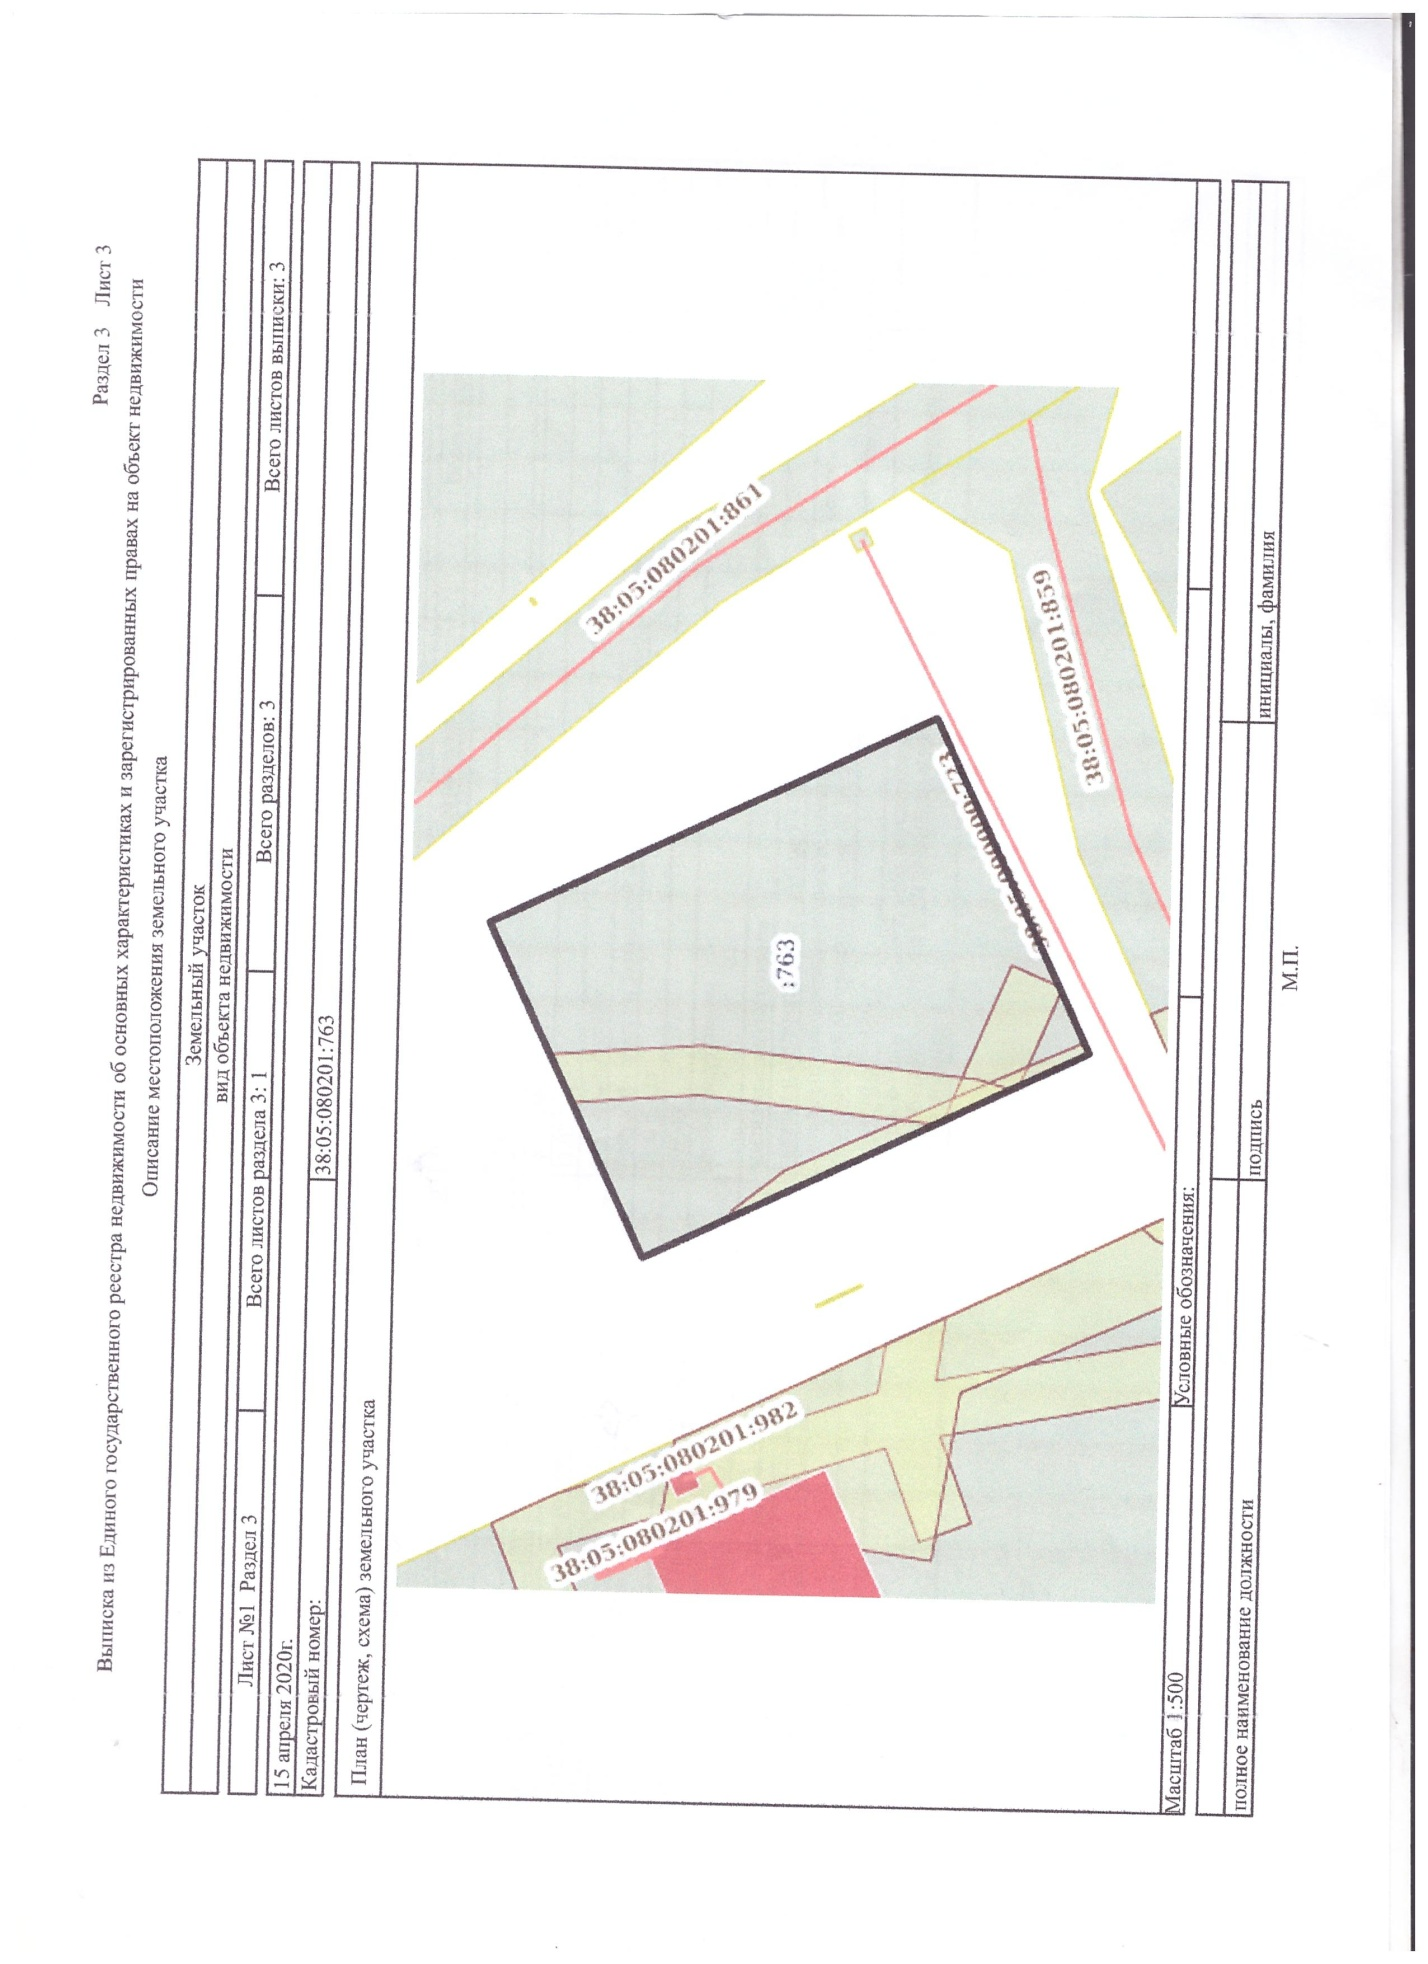 Раздел 3 Лист 3
Выписка из Единого государственного реестра недвижимости об основных характеристиках и зарегистрированных правах на объект недвижимости
Описание местоположения земельного участка
Земельный участок
вид объекта недвижимости
Лист №1 Раздел 3 Всего листов раздела 3: 1 Всего разделов: 3 Всего листов выписки: 3
15 апреля 2020г.
Кадастровый номер: 38:05:080201:763
План (чертеж, схема) земельного участка
38:05:080201:861
:763
38:05:000000:723
38:05:080201:859
38:05:080201:982
38:05:080201:979
Масштаб 1:500 Условные обозначения:
полное наименование должности подпись инициалы, фамилия
М.П.